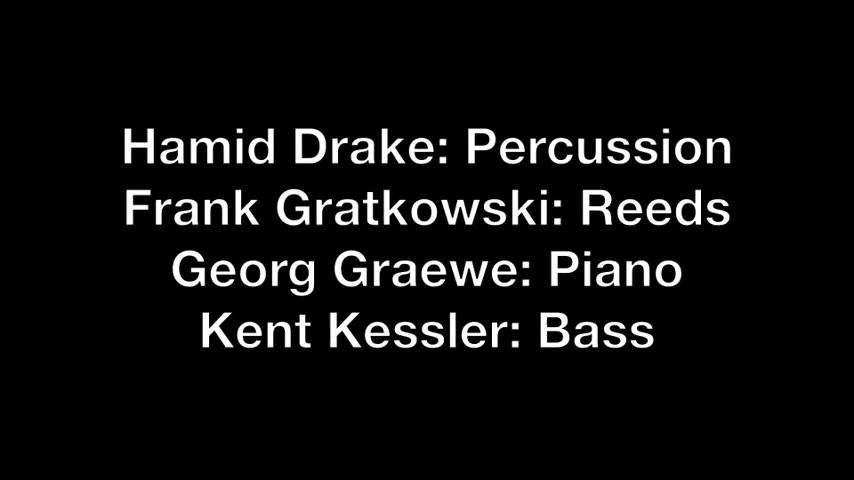 Hamid Drake: Percussion
Frank Gratkowski: Reeds
Georg Graewe: Piano
Kent Kessler: Bass